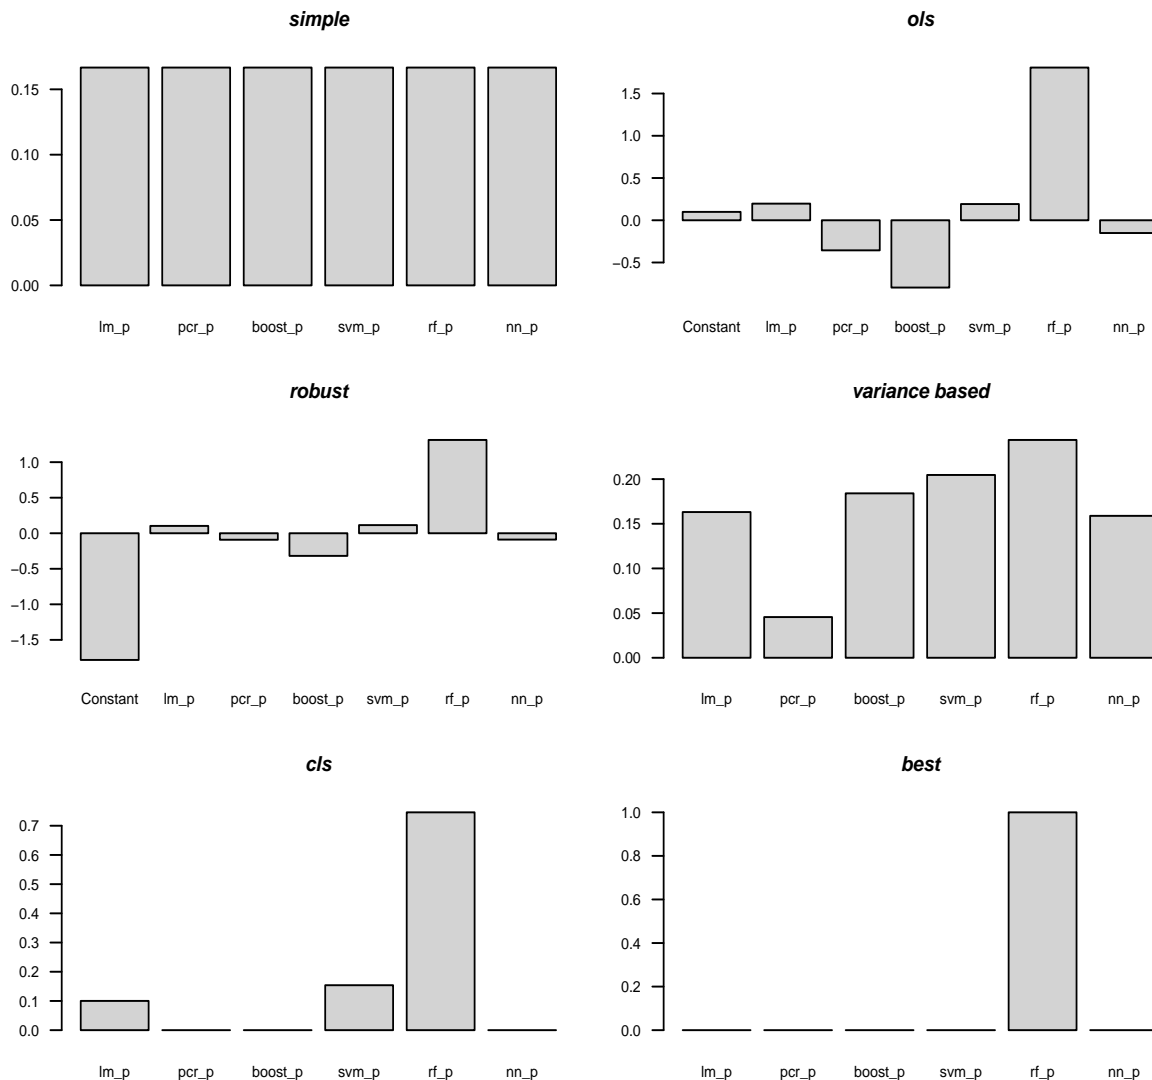 simple
0.15
0.10
0.05
0.00
lm_p pcr_p boost_p svm_p rf_p nn_p
ols
1.5
1.0
0.5
0.0
−0.5
Constant lm_p pcr_p boost_p svm_p rf_p nn_p
robust
1.0
0.5
0.0
−0.5
−1.0
−1.5
Constant lm_p pcr_p boost_p svm_p rf_p nn_p
variance based
0.20
0.15
0.10
0.05
0.00
lm_p pcr_p boost_p svm_p rf_p nn_p
cls
0.7
0.6
0.5
0.4
0.3
0.2
0.1
0.0
lm_p pcr_p boost_p svm_p rf_p nn_p
best
1.0
0.8
0.6
0.4
0.2
0.0
lm_p pcr_p boost_p svm_p rf_p nn_p